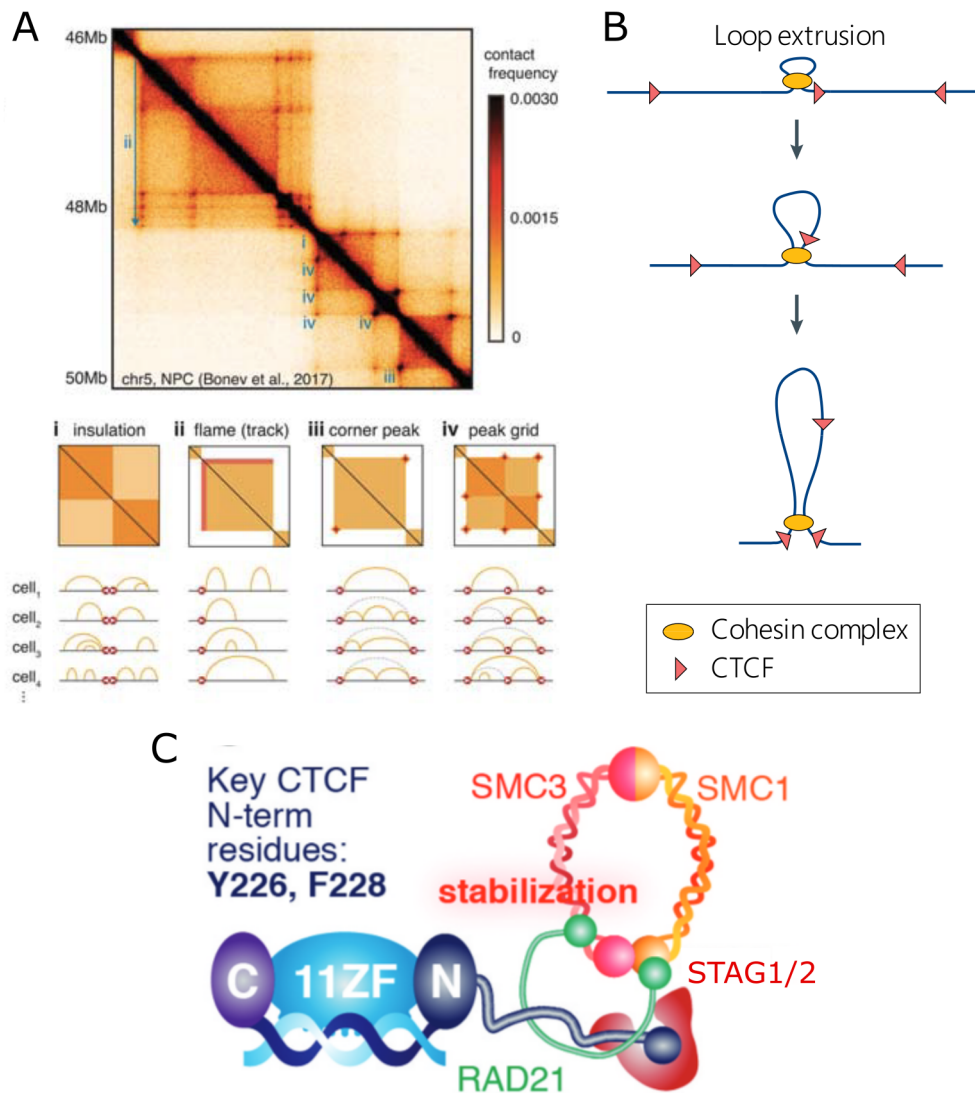 A
46Mb
48Mb
50Mb
contact
frequency
0.0030
0.0015
0
ii
i
iv
iv
iv
iv
iii
chr5, NPC (Bonev et al., 2017)
i insulation
ii flame (track)
iii corner peak
iv peak grid
cell1
cell2
cell3
cell4
⋮
B
Loop extrusion
Cohesin complex
CTCF
C
Key CTCF
N-term
residues:
Y226, F228
SMC3
SMC1
stabilization
STAG1/2
C
11ZF
N
RAD21